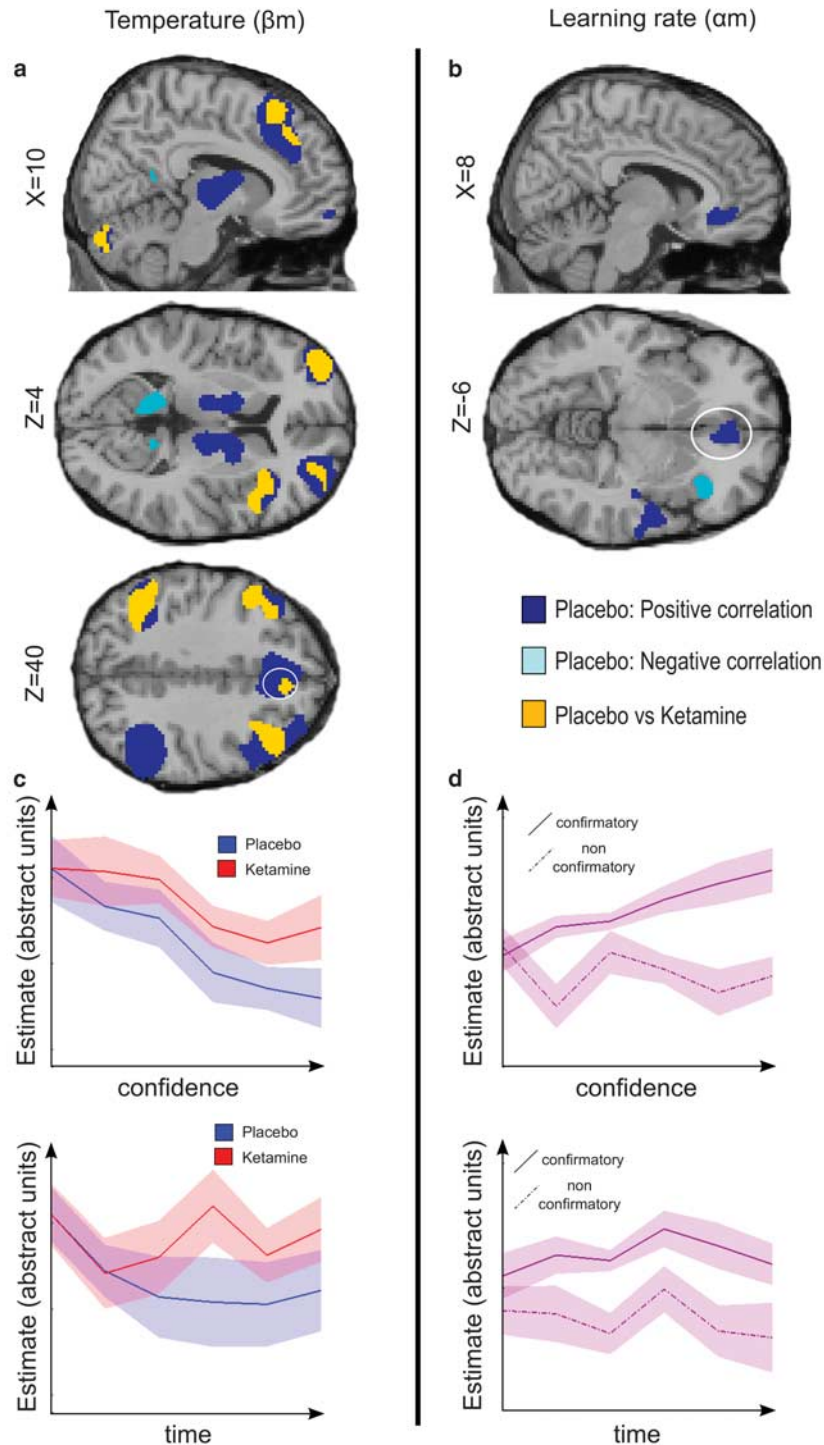 Temperature (βm)
Learning rate (αm)
a
b
X=10
X=8
Z=4
Z=-6
Z=40
Placebo: Positive correlation
Placebo: Negative correlation
Placebo vs Ketamine
c
Estimate (abstract units)
Placebo
Ketamine
confidence
d
Estimate (abstract units)
confirmatory
non
confirmatory
confidence
Estimate (abstract units)
Placebo
Ketamine
time
Estimate (abstract units)
confirmatory
non
confirmatory
time